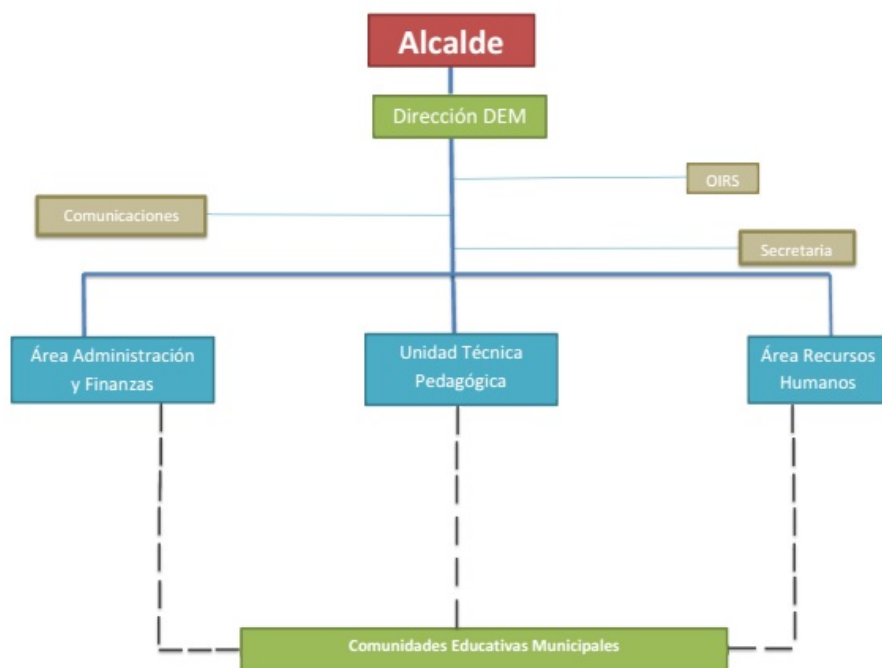 Alcalde
Dirección DEM
OIRS
Comunicaciones
Secretaria
Área Administración
y Finanzas
Unidad Técnica
Pedagógica
Área Recursos
Humanos
Comunidades Educativas Municipales